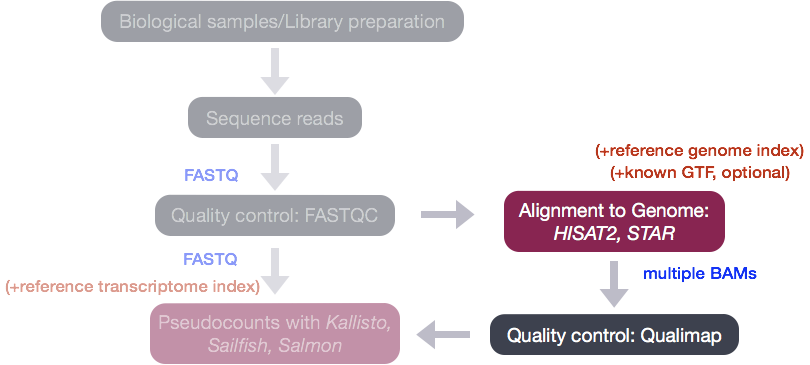 Biological samples/Library preparation
Sequence reads
FASTQ
Quality control: FASTQC
(+reference genome index)
(+known GTF, optional)
Alignment to Genome:
HISAT2, STAR
FASTQ
multiple BAMs
(+reference transcriptome index)
Pseudocounts with Kallisto,
Sailfish, Salmon
Quality control: Qualimap